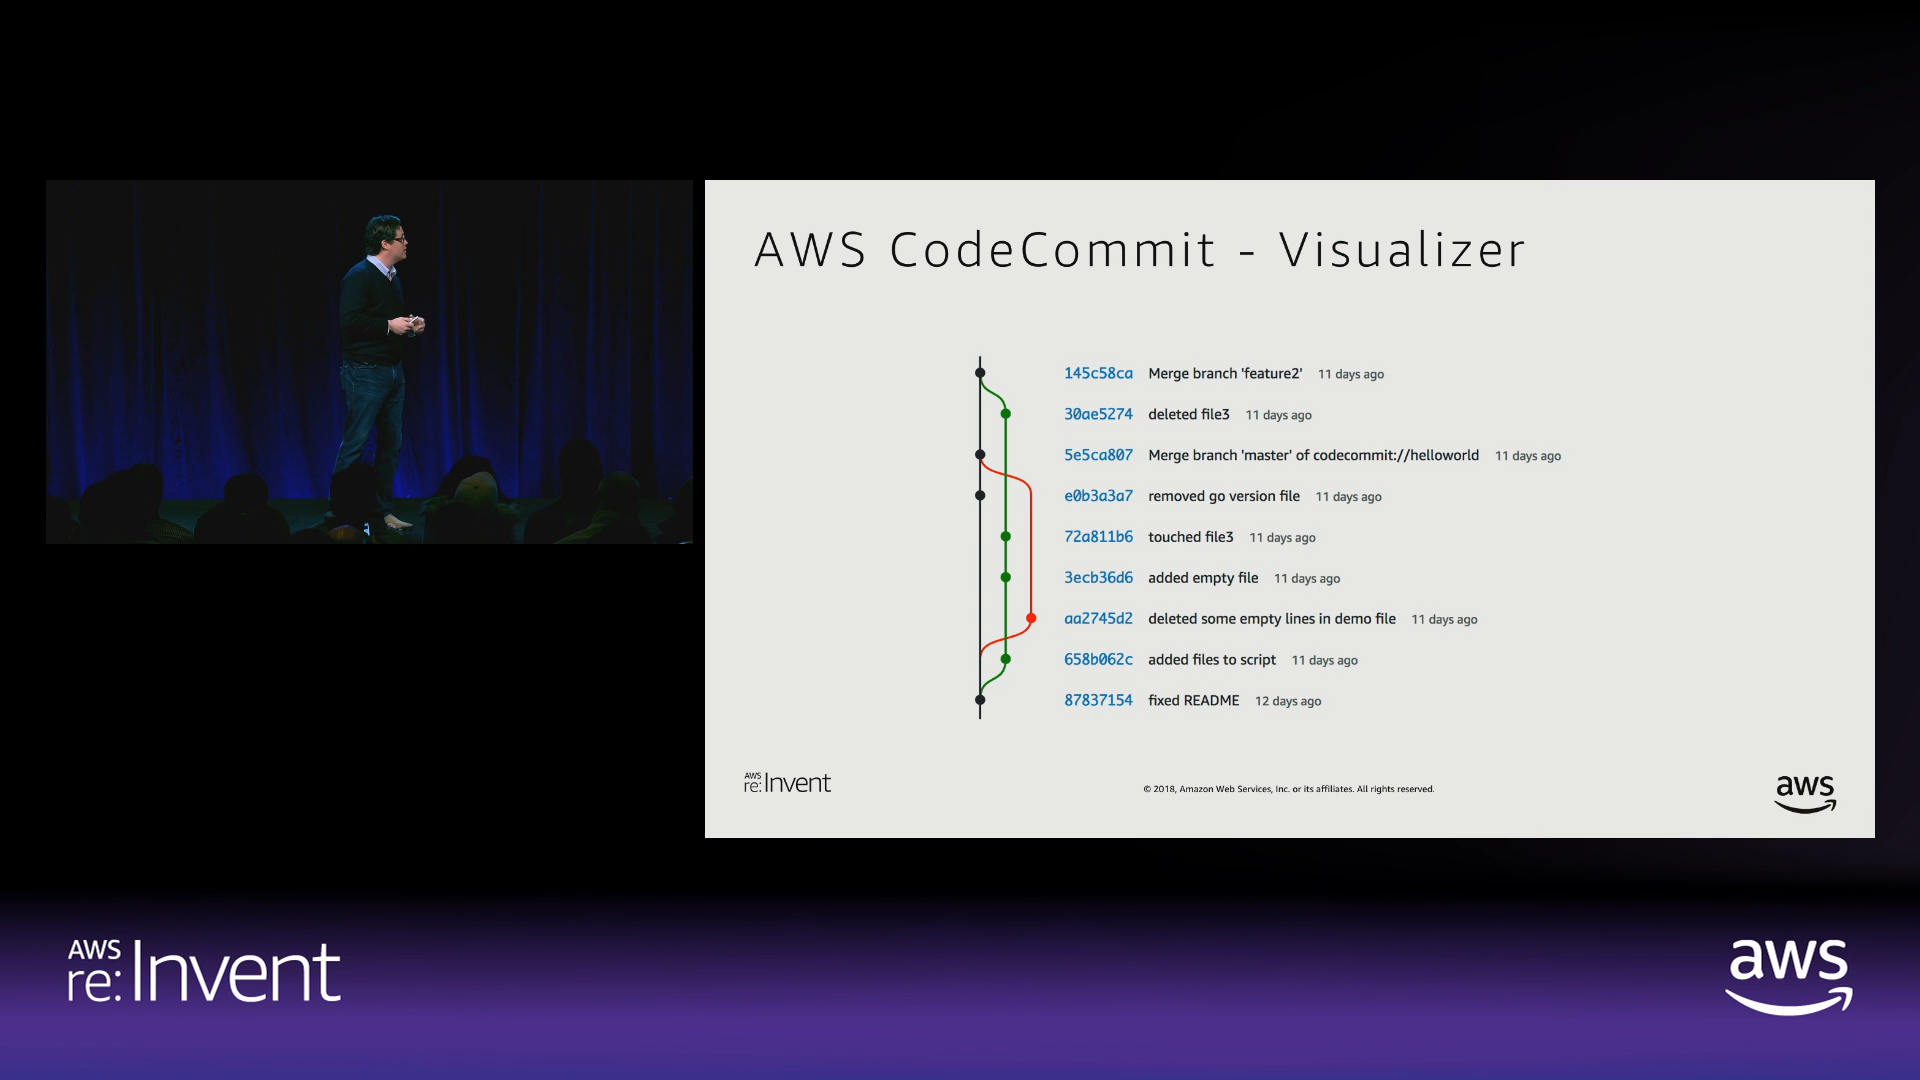 AWS CodeCommit - Visualizer
145c58ca Merge branch 'feature2' 11 days ago
30ae5274 deleted file3 11 days ago
5e5ca807 Merge branch 'master' of codecommit://helloworld 11 days ago
e0b3a3a7 removed go version file 11 days ago
72a811b6 touched file3 11 days ago
3ecb36d6 added empty file 11 days ago
aa2745d2 deleted some empty lines in demo file 11 days ago
658b062c added files to script 11 days ago
87837154 fixed README 12 days ago
AWS
re:Invent
© 2018, Amazon Web Services, Inc. or its affiliates. All rights reserved.
aws
AWS
re:Invent
aws